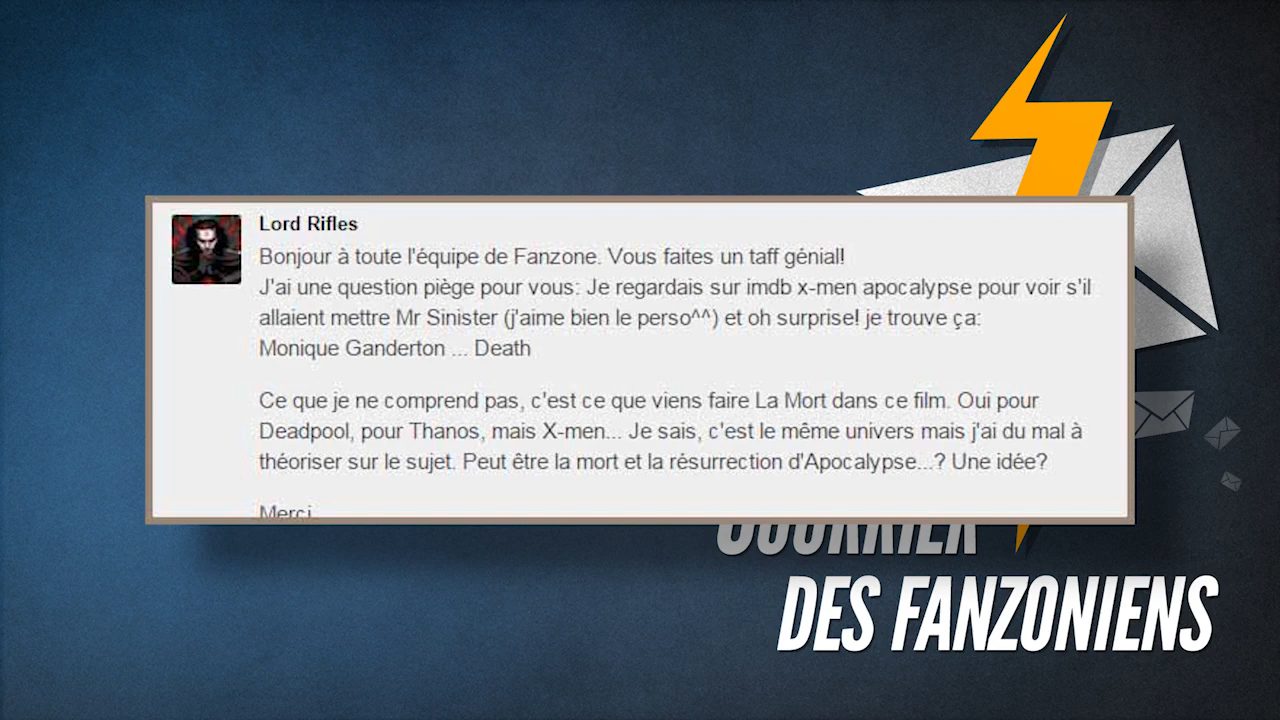 Lord Rifles
Bonjour à toute l'équipe de Fanzone. Vous faites un taff génial!
J'ai une question piège pour vous: Je regardais sur imdb x-men apocalypse pour voir s'il
allaient mettre Mr Sinister (j'aime bien le perso^^) et oh surprise! je trouve ça:
Monique Ganderton ... Death
Ce que je ne comprend pas, c'est ce que viens faire La Mort dans ce film. Oui pour
Deadpool, pour Thanos, mais X-men... Je sais, c'est le même univers mais j'ai du mal à
théoriser sur le sujet. Peut être la mort et la résurrection d'Apocalypse...? Une idée?
Merci
COURRIER
DES FANZONIENS